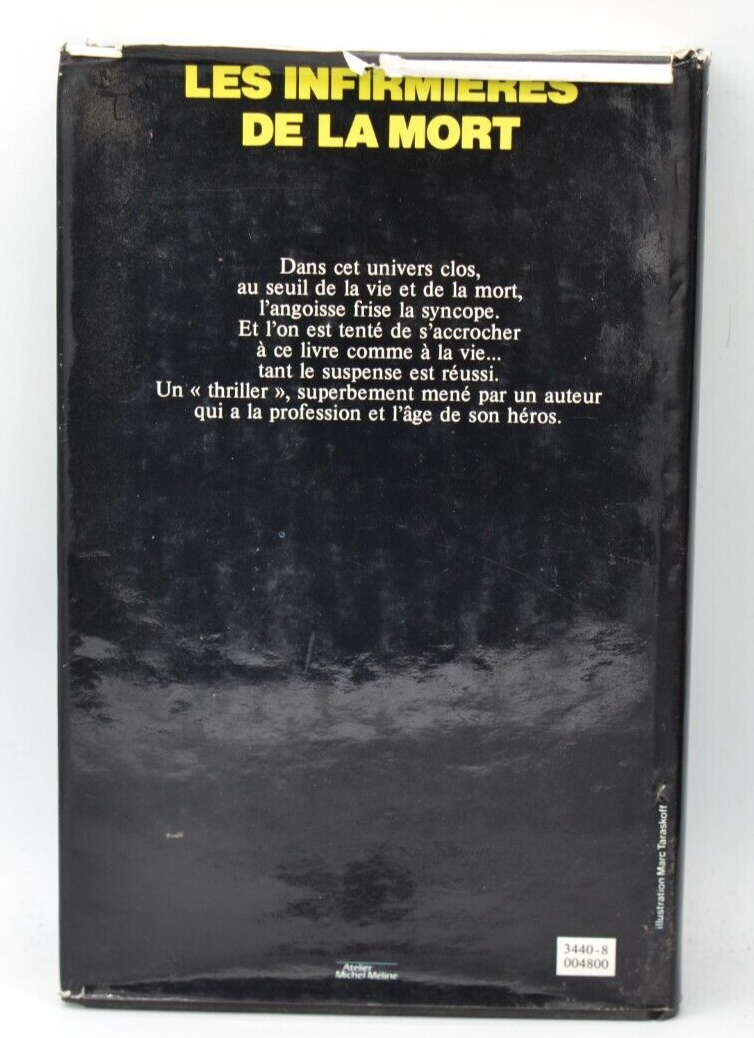 LES INFIRMIERES
DE LA MORT
Dans cet univers clos,
au seuil de la vie et de la mort,
l'angoisse frise la syncope.
Et l'on est tenté de s'accrocher
à ce livre comme à la vie...
tant le suspense est réussi.
Un « thriller », superbement mené par un auteur
qui a la profession et l'âge de son héros.
illustration Marc Taraskoff
3440-8
004800
Atelier
Michel Méline